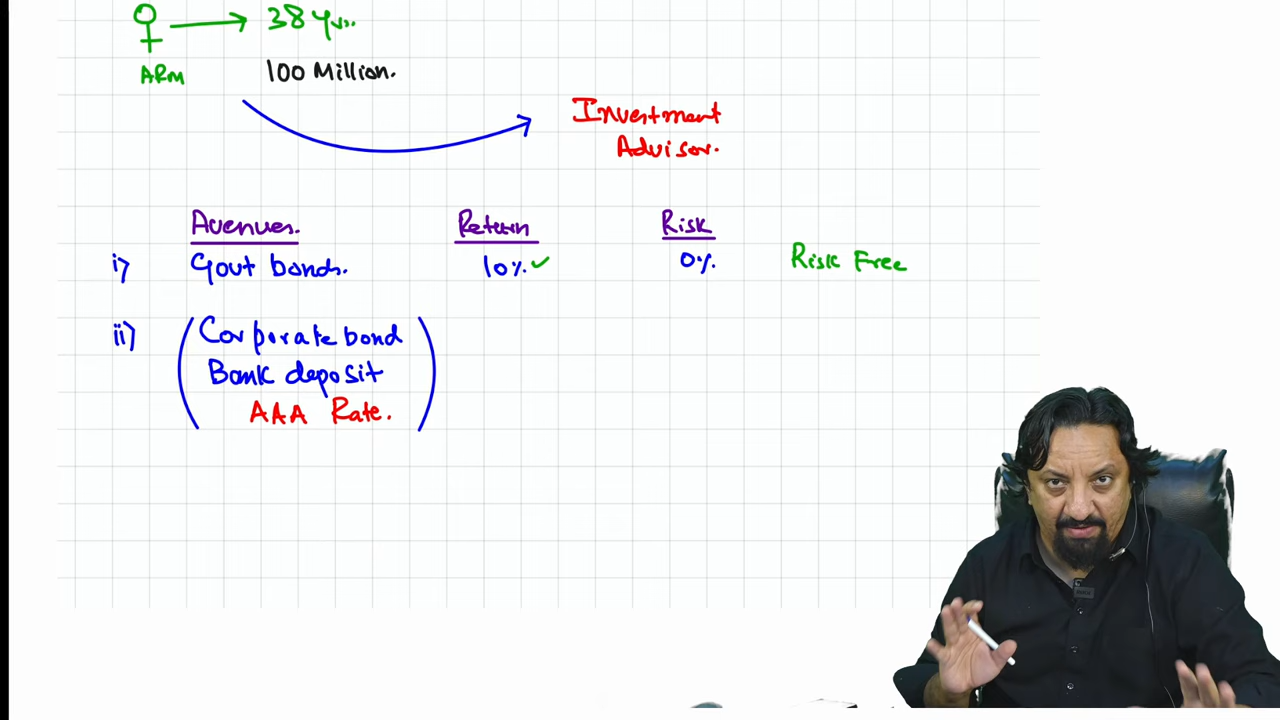 38 Yrs..
ARM
100 Million.
Investment
Advisor.
Avenues. Return Risk
i) Govt bonds. 10%. ✓ 0%. Risk Free
ii) (Corporate bond
Bank deposit
AAA Rate.)